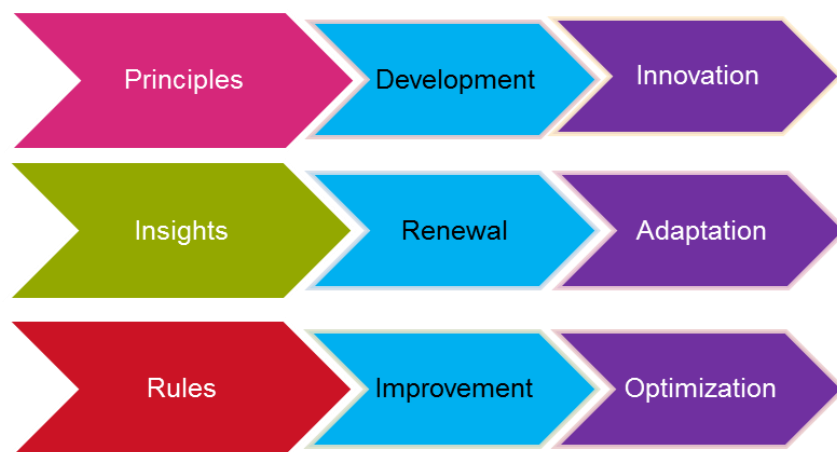 Principles
Development
Innovation
Insights
Renewal
Adaptation
Rules
Improvement
Optimization